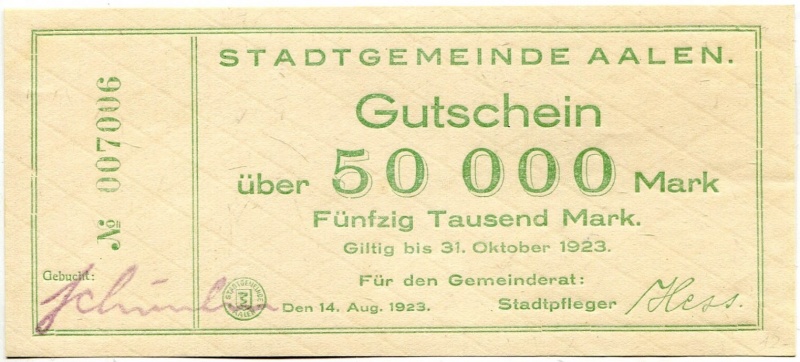 STADTGEMEINDE AALEN.
Gutschein
über 50 000 Mark
Fünfzig Tausend Mark.
Giltig bis 31. Oktober 1923.
Für den Gemeinderat:
Den 14. Aug. 1923. Stadtpfleger Hess.
№ 007006
Gebucht: